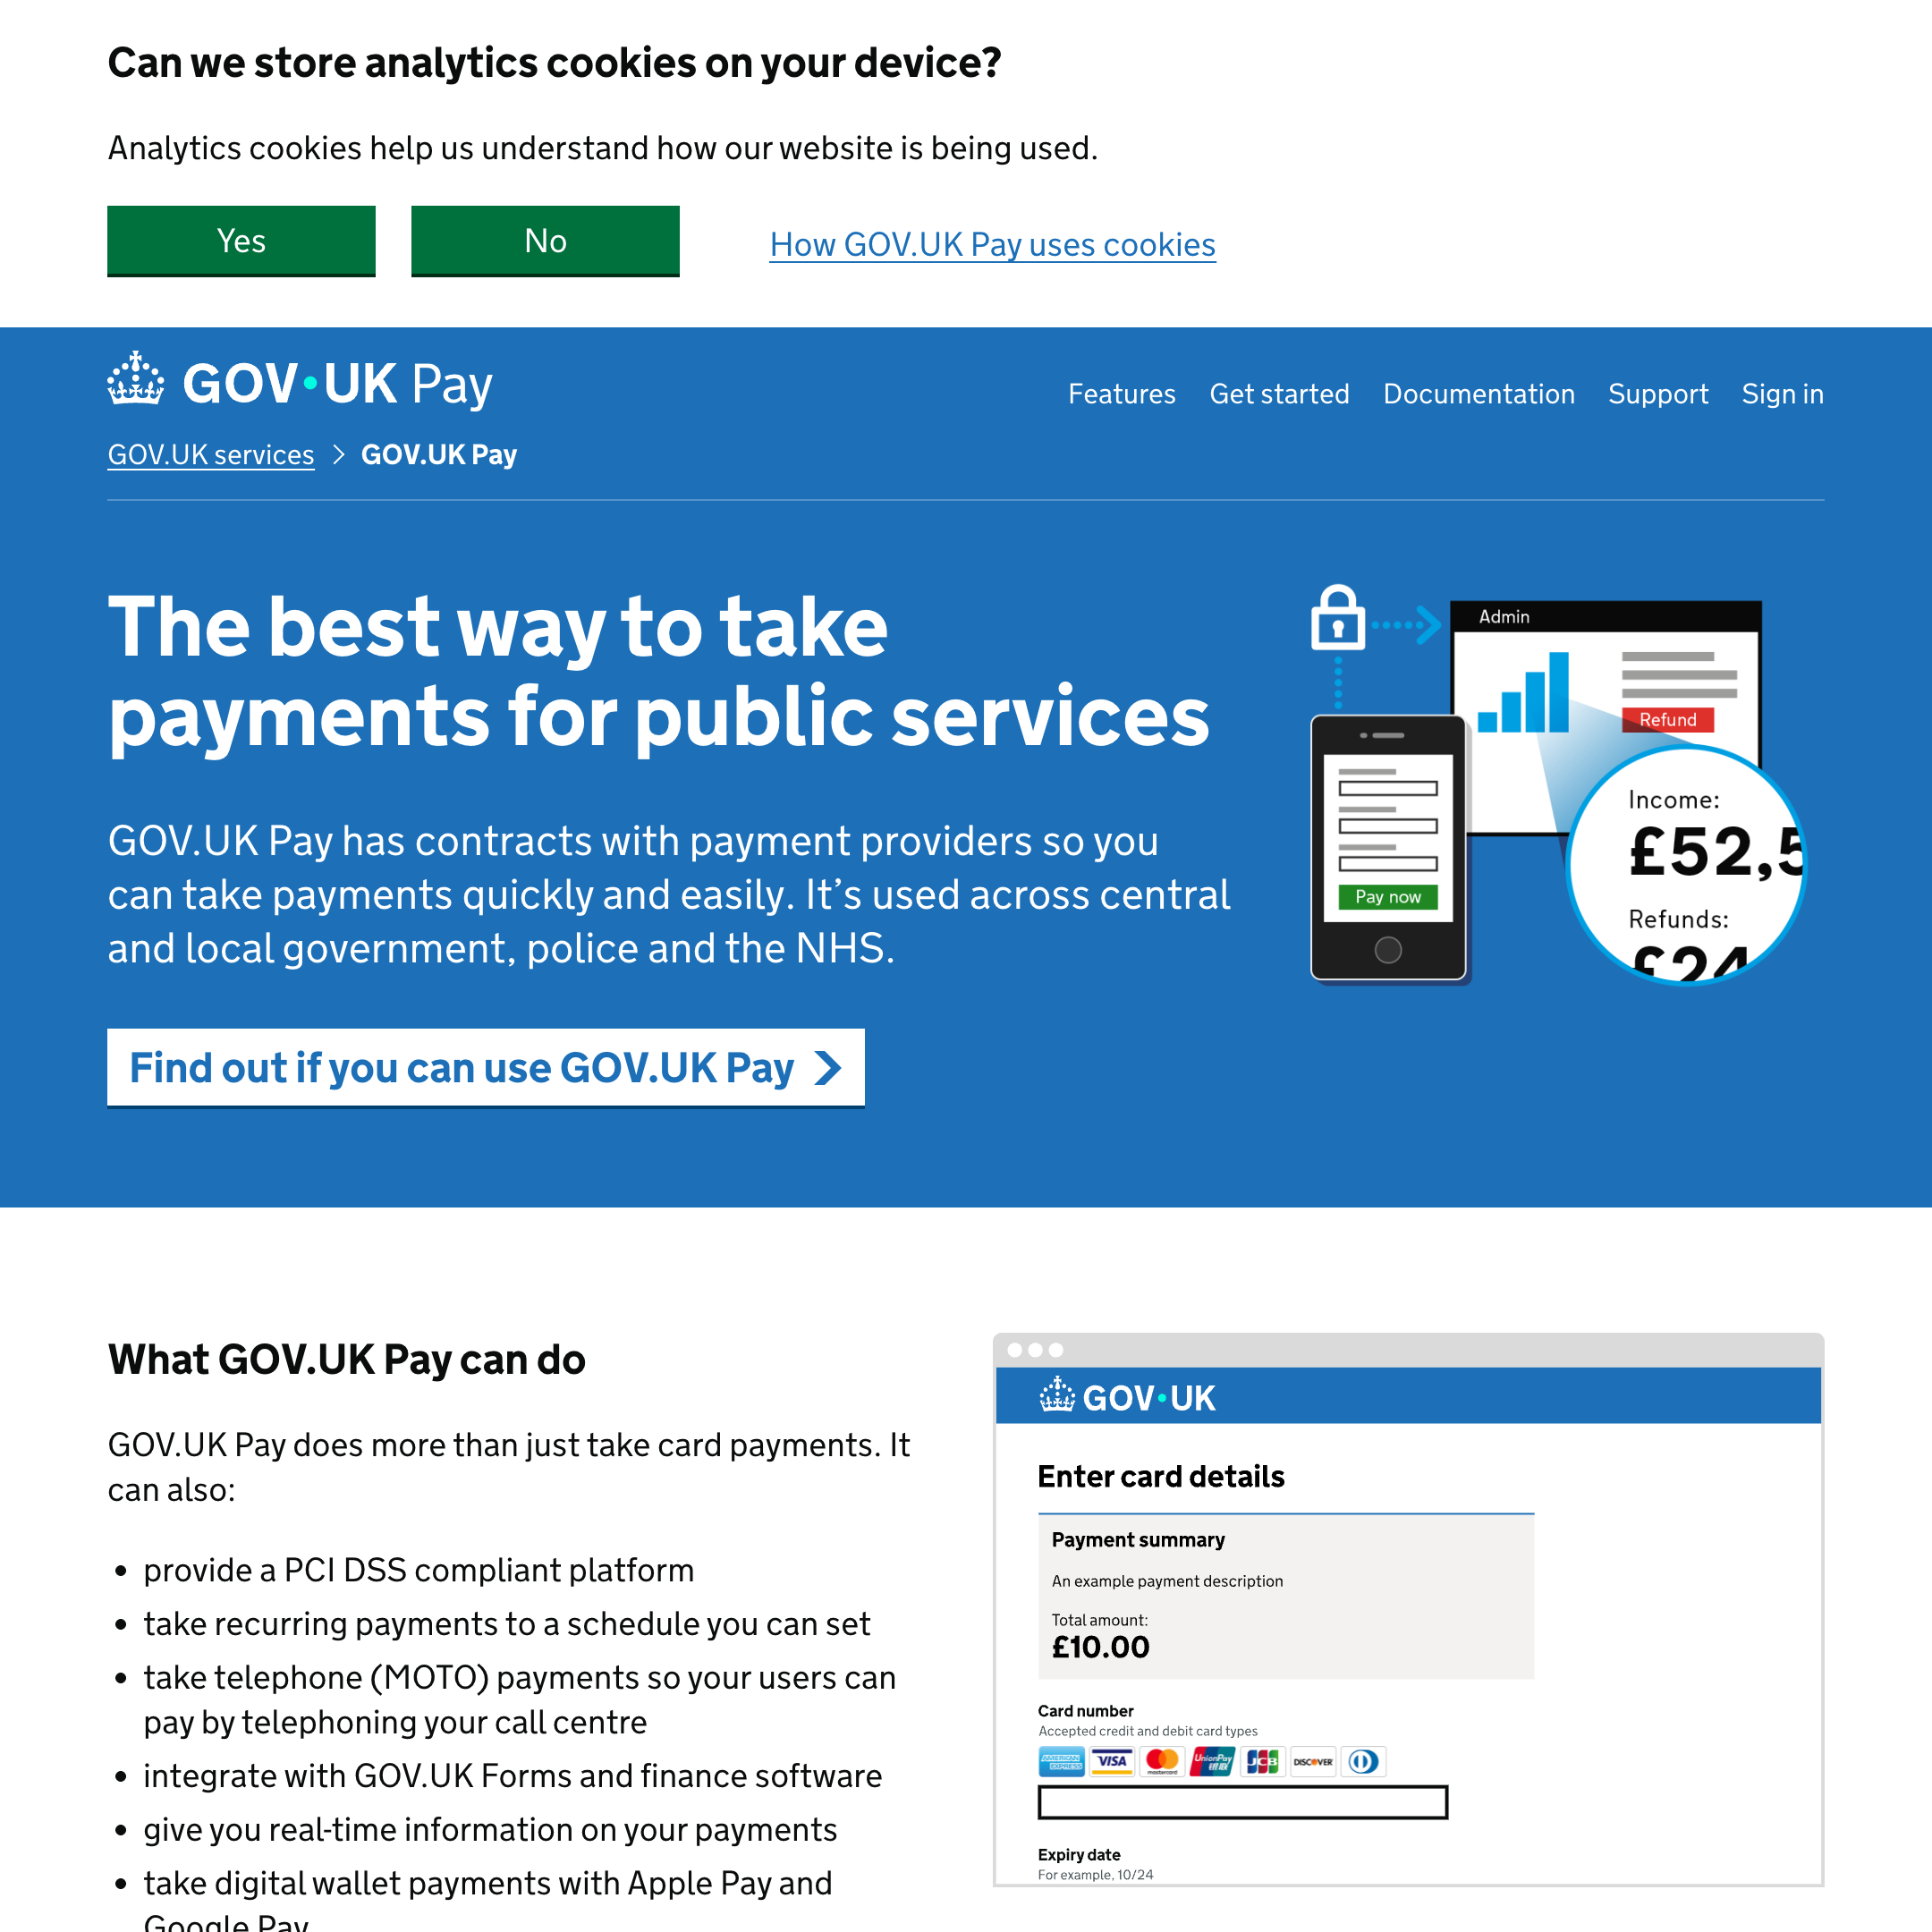 Can we store analytics cookies on your device?
Analytics cookies help us understand how our website is being used.
Yes
No
How GOV.UK Pay uses cookies
GOV·UK Pay
Features
Get started
Documentation
Support
Sign in
GOV.UK services
GOV.UK Pay
The best way to take
payments for public services
GOV.UK Pay has contracts with payment providers so you
can take payments quickly and easily. It’s used across central
and local government, police and the NHS.
Find out if you can use GOV.UK Pay
Admin
Refund
Pay now
Income:
£52,5
Refunds:
£24
What GOV.UK Pay can do
GOV.UK Pay does more than just take card payments. It
can also:
provide a PCI DSS compliant platform
take recurring payments to a schedule you can set
take telephone (MOTO) payments so your users can
pay by telephoning your call centre
integrate with GOV.UK Forms and finance software
give you real-time information on your payments
take digital wallet payments with Apple Pay and
Google Pay
GOV·UK
Enter card details
Payment summary
An example payment description
Total amount:
£10.00
Card number
Accepted credit and debit card types
AMERICAN EXPRESS
VISA
mastercard
UnionPay
JCB
DISCOVER
Expiry date
For example, 10/24